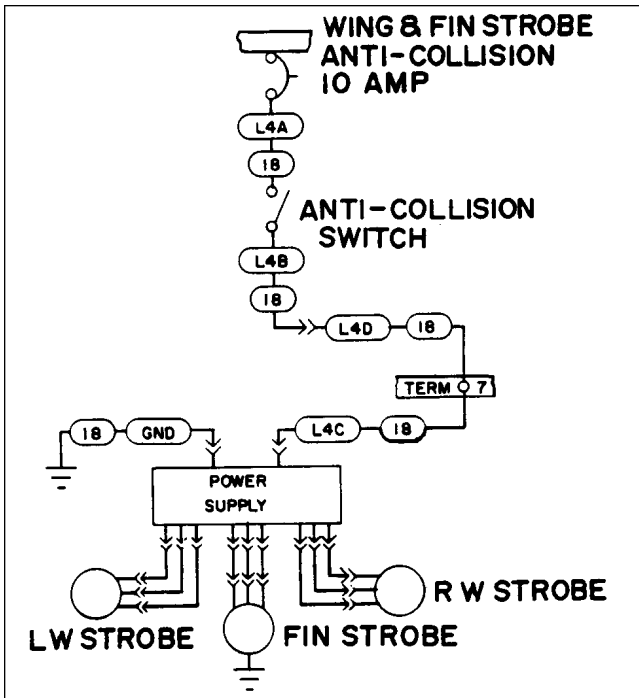 WING & FIN STROBE
ANTI-COLLISION
10 AMP
L4A
18
ANTI-COLLISION
SWITCH
L4B
18
L4D 18
TERM 7
18 GND L4C 18
POWER
SUPPLY
RW STROBE
LW STROBE FIN STROBE